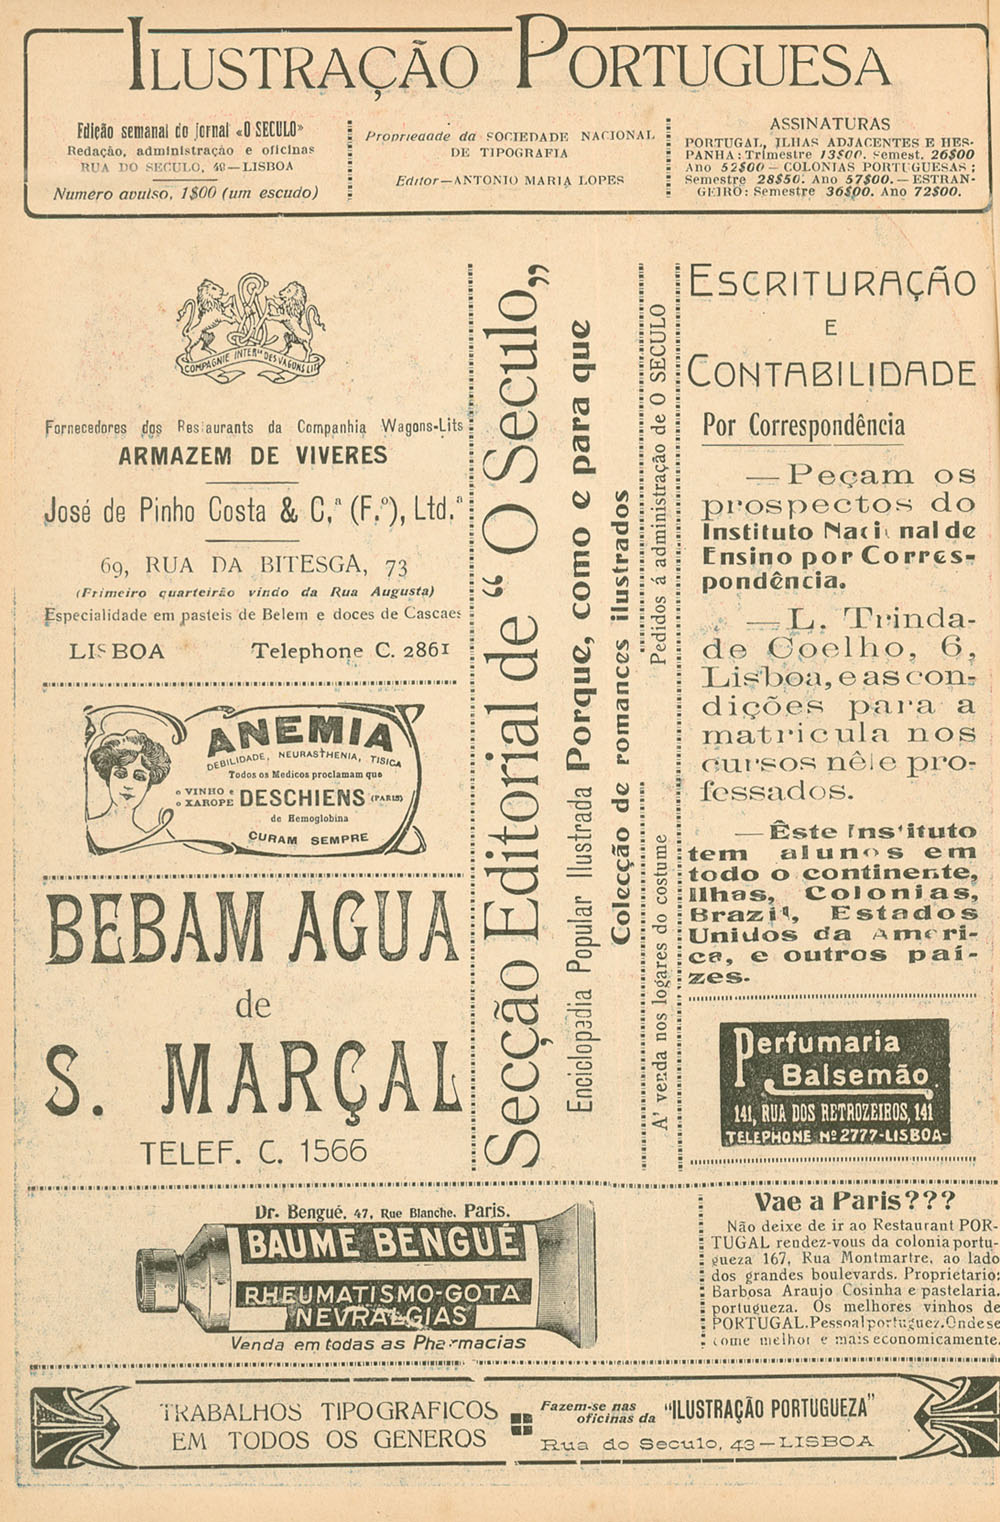 ILUSTRAÇÃO PORTUGUESA
Edição semanal do jornal «O SECULO»
Redação, administração e oficinas
RUA DO SECULO, 43—LISBOA
Numero avulso, 1$00 (um escudo)
Propriedade da SOCIEDADE NACIONAL
DE TIPOGRAFIA
Editor—ANTONIO MARIA LOPES
ASSINATURAS
PORTUGAL, ILHAS ADJACENTES E HES-
PANHA: Trimestre 13$00. Semest. 26$00
Ano 52$00—COLONIAS PORTUGUESAS;
Semestre 28$50. Ano 57$00.—ESTRAN-
GEIRO: Semestre 36$00. Ano 72$00.
COMPAGNIE INTERle DES VAGONS LITS
Fornecedores dos Restaurants da Companhia Wagons-Lits
ARMAZEM DE VIVERES
José de Pinho Costa & C.ª (F.º), Ltd.ª
69, RUA DA BITESGA, 73
(Primeiro quarteirão vindo da Rua Augusta)
Especialidade em pasteis de Belem e doces de Cascaes
LISBOA Telephone C. 2861
ANEMIA
DEBILIDADE, NEURASTHENIA, TISICA
Todos os Medicos proclamam que
o VINHO e
o XAROPE DESCHIENS (PARIS)
de Hemoglobina
CURAM SEMPRE
BEBAM AGUA
de
S. MARÇAL
TELEF. C. 1566
Secção Editorial de “O Seculo„
Enciclopedia Popular Ilustrada Porque, como e para que
Colecção de romances ilustrados
A' venda nos logares do costume Pedidos á administração de O SECULO
ESCRITURAÇÃO
E
CONTABILIDADE
Por Correspondência
—Peçam os
prospectos do
Instituto Nacional de
Ensino por Corres-
pondência.
—L. Trinda-
de Coelho, 6,
Lisboa, e as con-
dições para a
matricula nos
cursos nêle pro-
fessados.
—Êste Instituto
tem alunos em
todo o continente,
Ilhas, Colonias,
Brazil, Estados
Unidos da Ameri-
ca, e outros paí-
zes.
Perfumaria
Balsemão
141, RUA DOS RETROZEIROS, 141
TELEPHONE Nº 2777-LISBOA-
Dr. Bengué, 47, Rue Blanche, Paris.
BAUME BENGUÉ
RHEUMATISMO-GOTA
NEVRALGIAS
Venda em todas as Pharmacias
Vae a Paris???
Não deixe de ir ao Restaurant POR-
TUGAL rendez-vous da colonia portu-
gueza 167, Rua Montmartre, ao lado
dos grandes boulevards. Proprietario:
Barbosa Araujo Cosinha e pastelaria.
portugueza. Os melhores vinhos de
PORTUGAL. Pessoal portuguez. Onde se
come melhor e mais economicamente.
TRABALHOS TIPOGRAFICOS
EM TODOS OS GENEROS
Fazem-se nas
oficinas da “ILUSTRAÇÃO PORTUGUEZA”
Rua do Seculo, 43—LISBOA